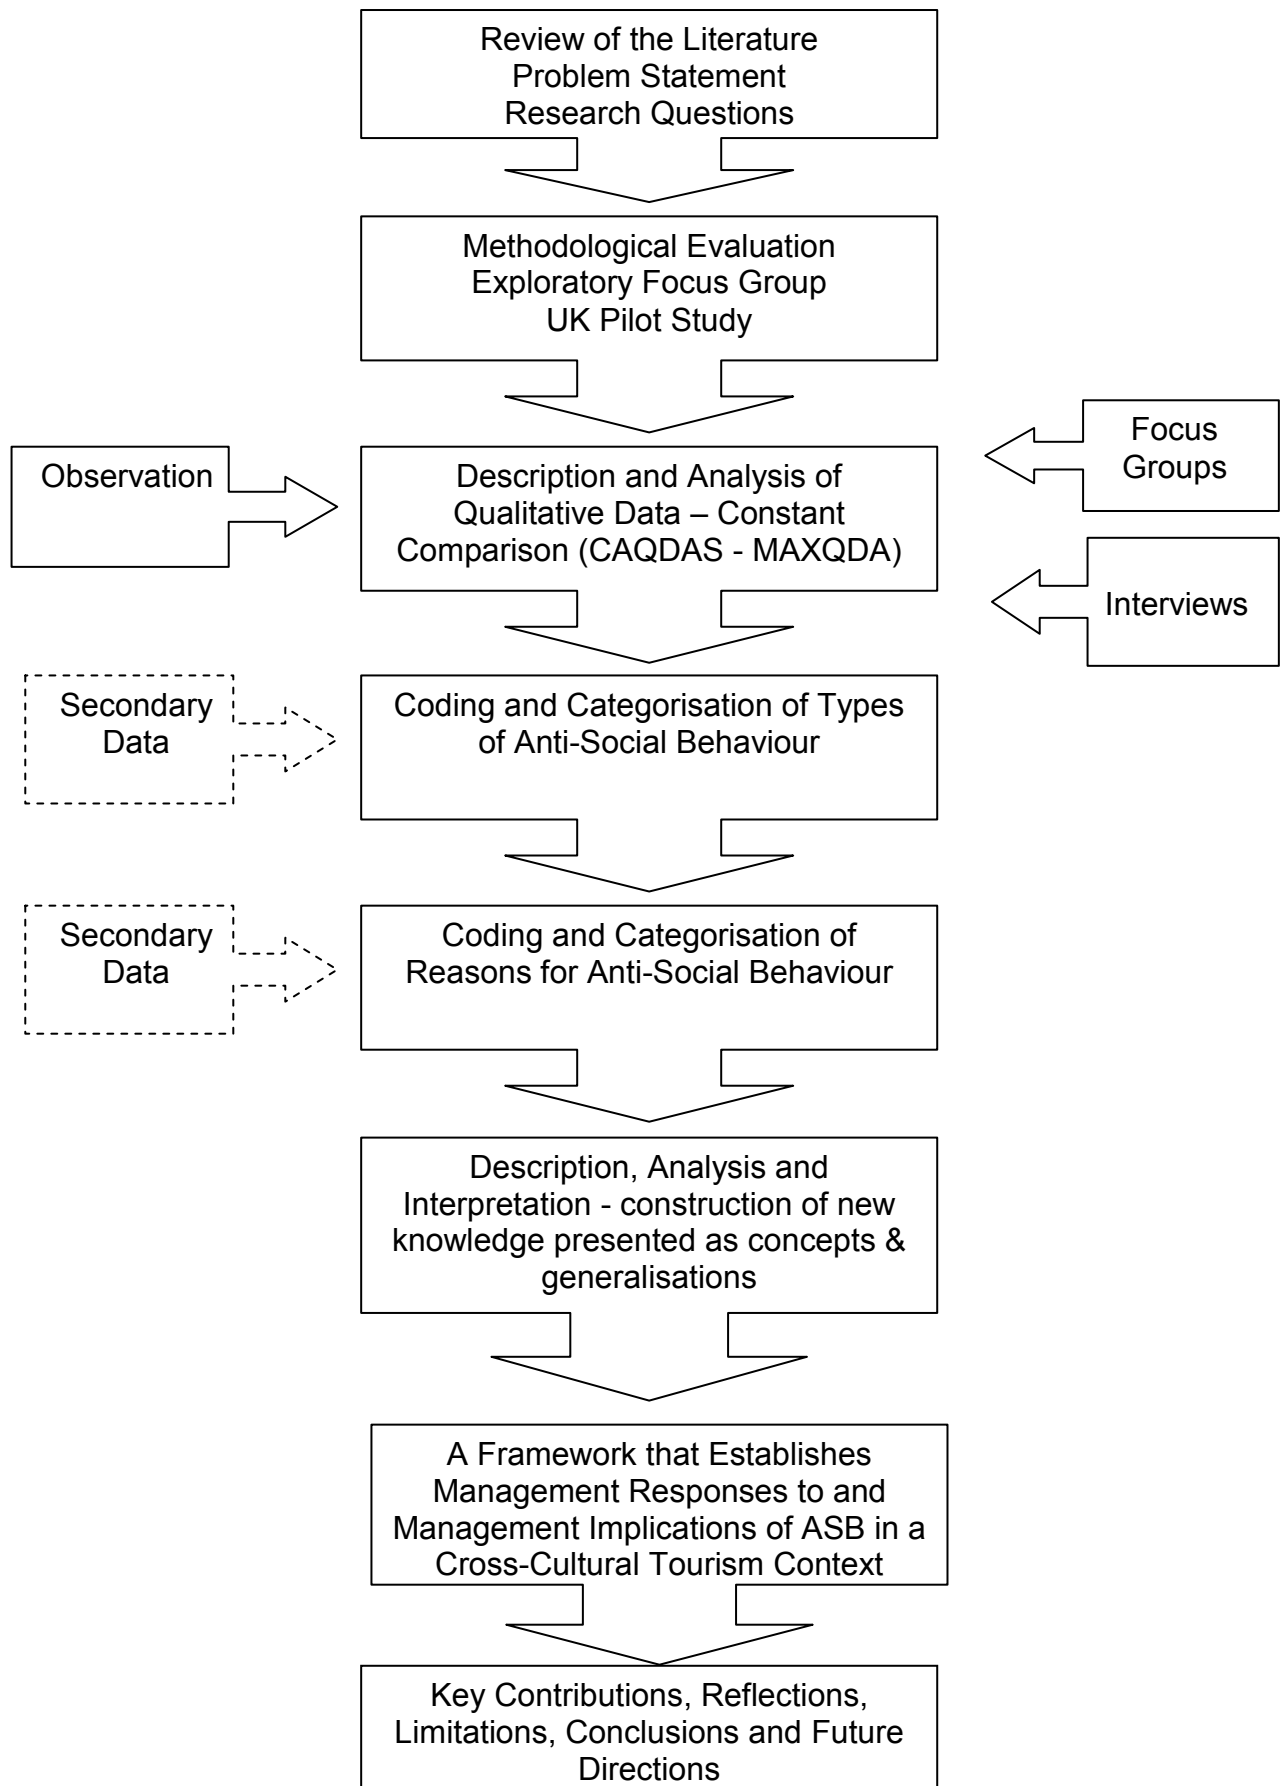 Review of the Literature
Problem Statement
Research Questions
Methodological Evaluation
Exploratory Focus Group
UK Pilot Study
Observation
Description and Analysis of
Qualitative Data – Constant
Comparison (CAQDAS - MAXQDA)
Focus
Groups
Interviews
Secondary
Data
Coding and Categorisation of Types
of Anti-Social Behaviour
Secondary
Data
Coding and Categorisation of
Reasons for Anti-Social Behaviour
Description, Analysis and
Interpretation - construction of new
knowledge presented as concepts &
generalisations
A Framework that Establishes
Management Responses to and
Management Implications of ASB in a
Cross-Cultural Tourism Context
Key Contributions, Reflections,
Limitations, Conclusions and Future
Directions